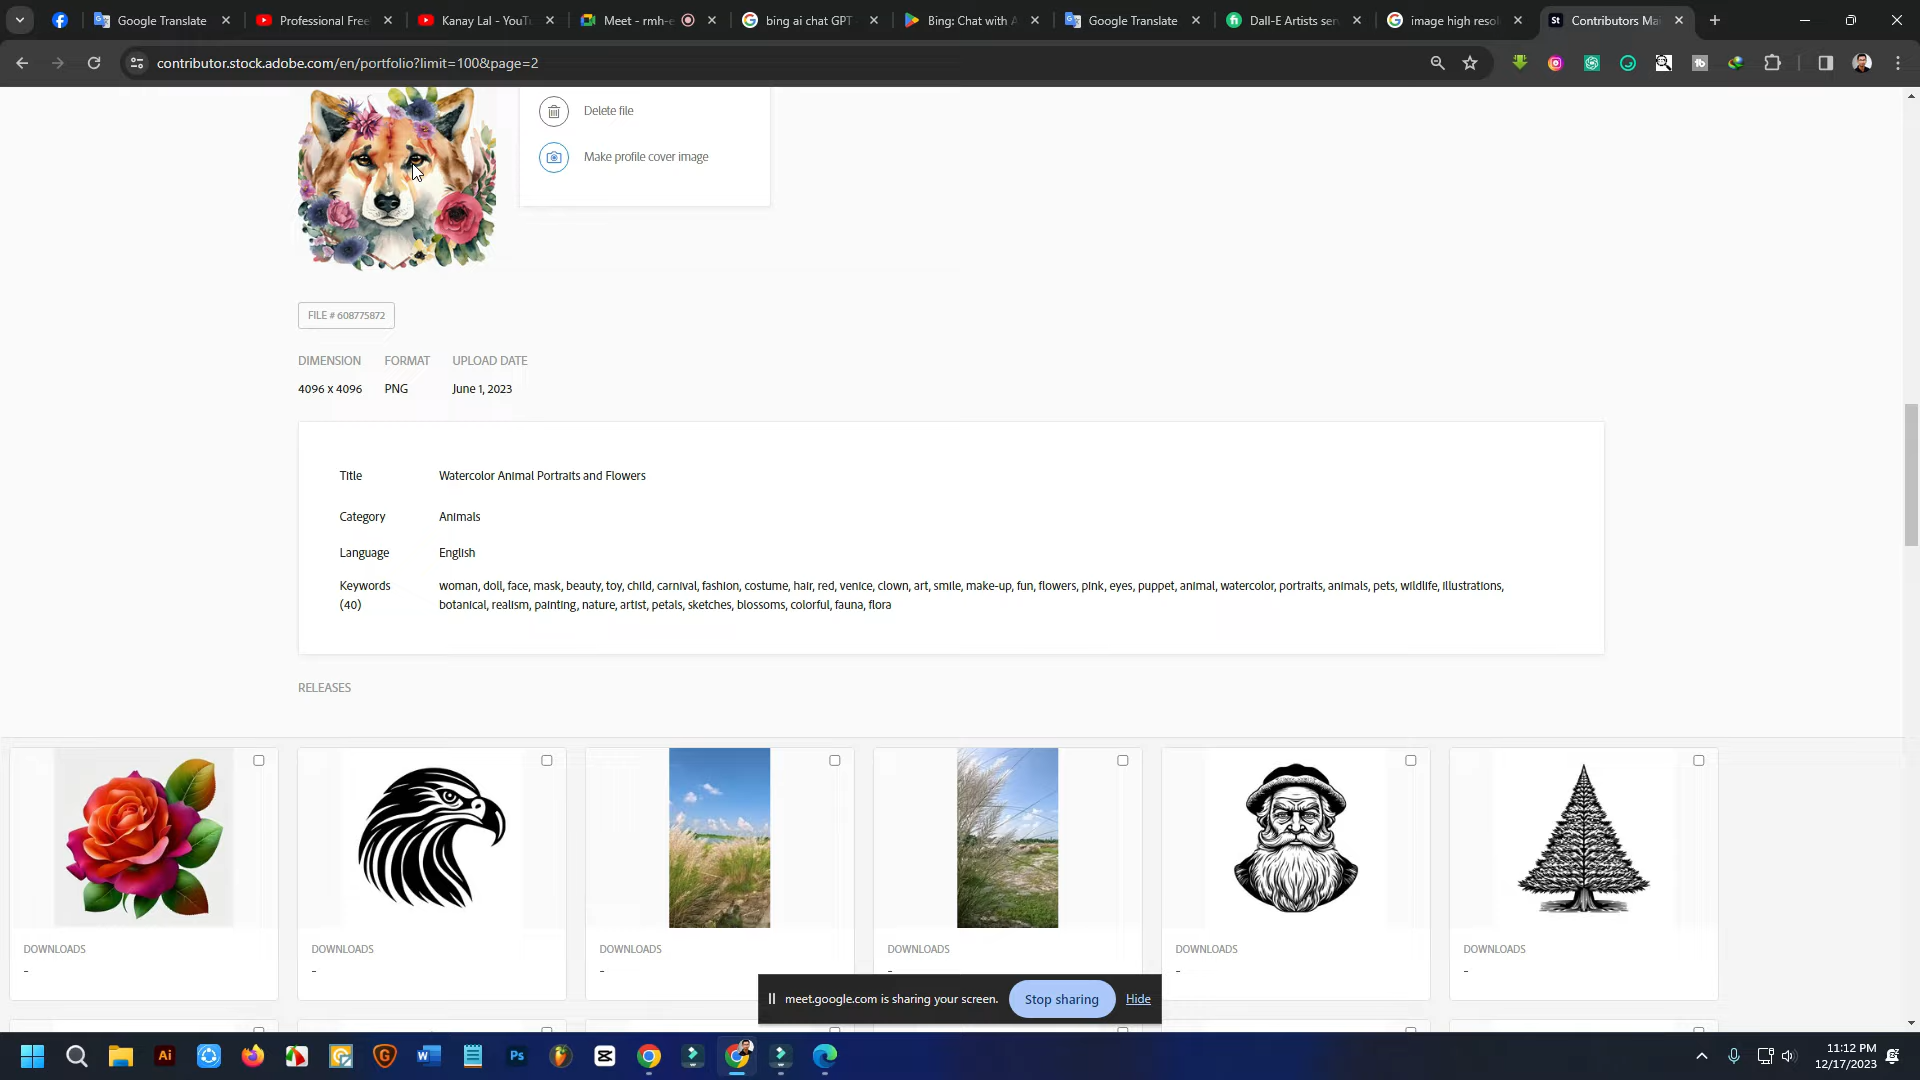 Google Translate
Professional Free
Kanay Lal - YouTu
Meet - rmh-e
bing ai chat GPT
Bing: Chat with A
Google Translate
Dall-E Artists ser
image high resol
Contributors Mai
contributor.stock.adobe.com/en/portfolio?limit=100&page=2
Delete file
Make profile cover image
FILE # 608775872
DIMENSION FORMAT UPLOAD DATE
4096 x 4096 PNG June 1, 2023
Title Watercolor Animal Portraits and Flowers
Category Animals
Language English
Keywords woman, doll, face, mask, beauty, toy, child, carnival, fashion, costume, hair, red, venice, clown, art, smile, make-up, fun, flowers, pink, eyes, puppet, animal, watercolor, portraits, animals, pets, wildlife, illustrations,
(40) botanical, realism, painting, nature, artist, petals, sketches, blossoms, colorful, fauna, flora
RELEASES
DOWNLOADS DOWNLOADS DOWNLOADS DOWNLOADS DOWNLOADS DOWNLOADS
- - - - - -
meet.google.com is sharing your screen. Stop sharing Hide
11:12 PM
12/17/2023